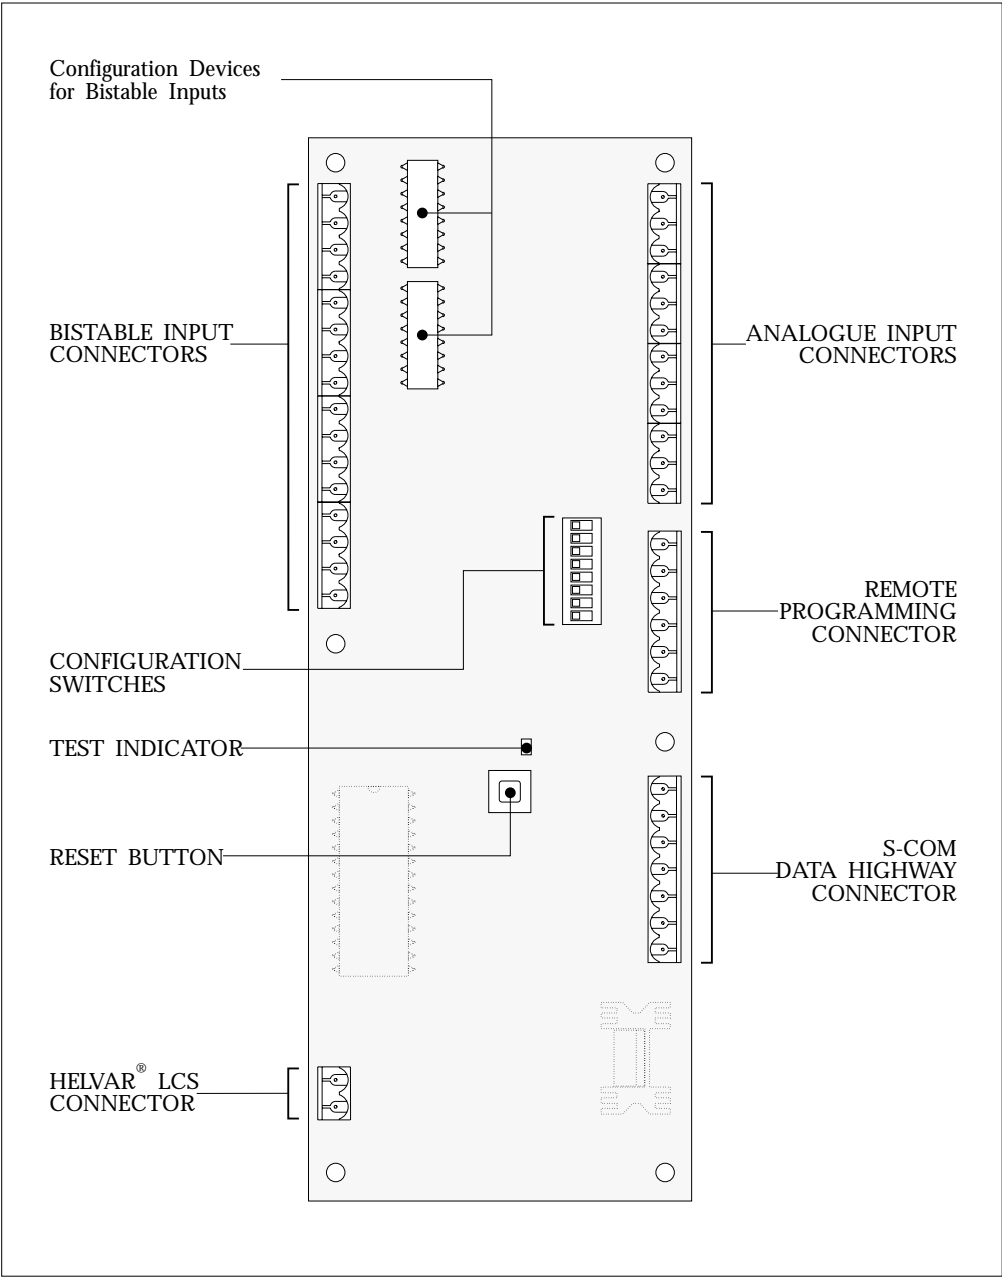 Configuration Devices
for Bistable Inputs
BISTABLE INPUT
CONNECTORS
ANALOGUE INPUT
CONNECTORS
REMOTE
PROGRAMMING
CONNECTOR
CONFIGURATION
SWITCHES
TEST INDICATOR
RESET BUTTON
S-COM
DATA HIGHWAY
CONNECTOR
HELVAR® LCS
CONNECTOR